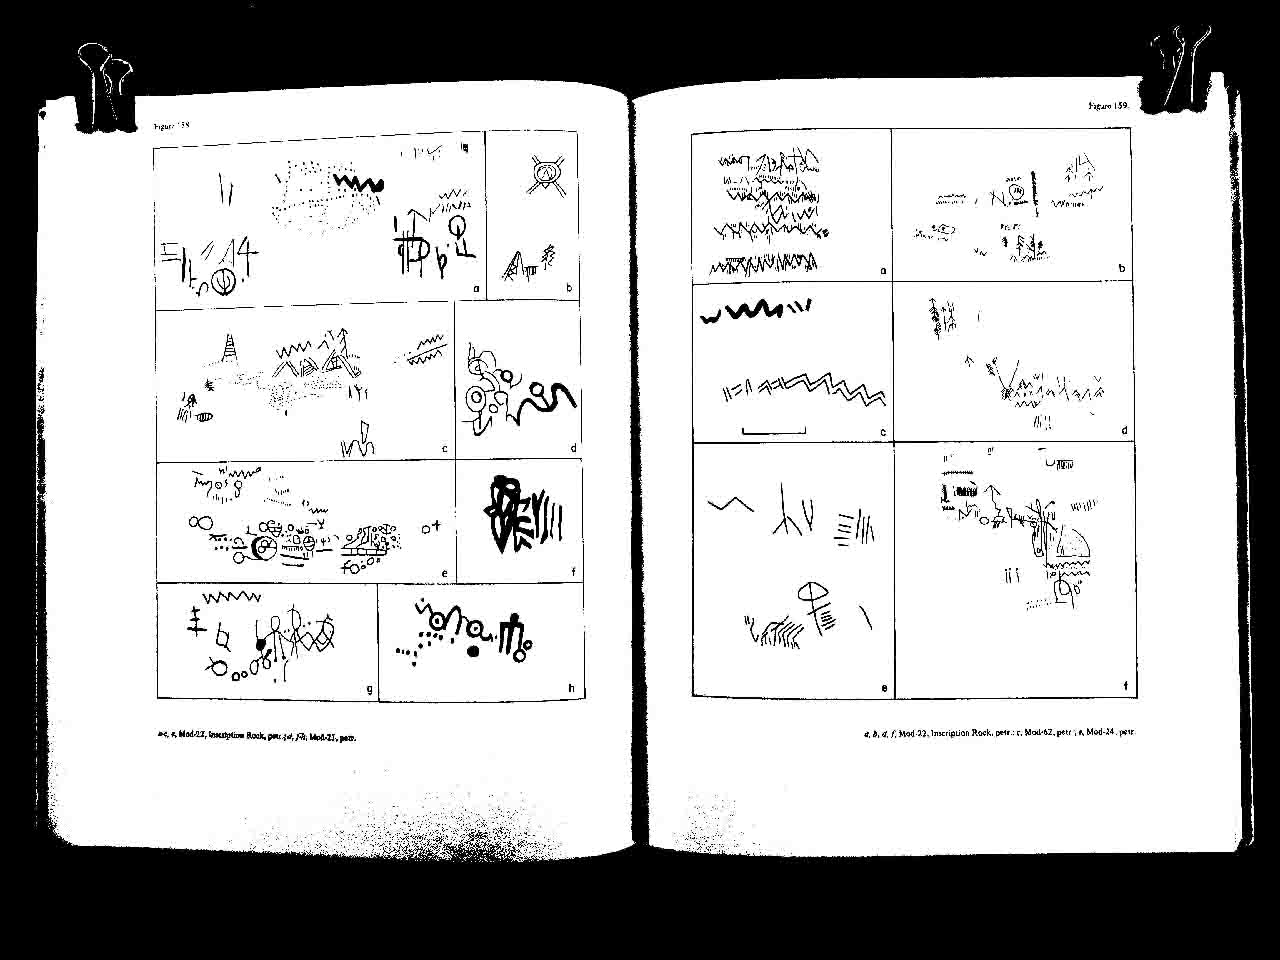 Figure 158.
a
b
c
d
e
f
g
h
a-c, e, Mod-22, Inscription Rock, petr.; d, f-h, Mod-21, petr.
Figure 159.
a
b
c
d
e
f
a, b, d, f, Mod-22, Inscription Rock, petr.; c, Mod-62, petr.; e, Mod-24, petr.